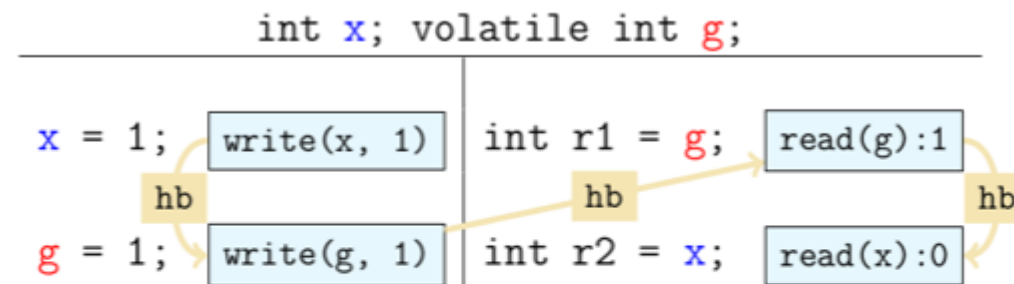 int x; volatile int g;
x = 1; write(x, 1) int r1 = g; read(g):1
hb hb hb
g = 1; write(g, 1) int r2 = x; read(x):0